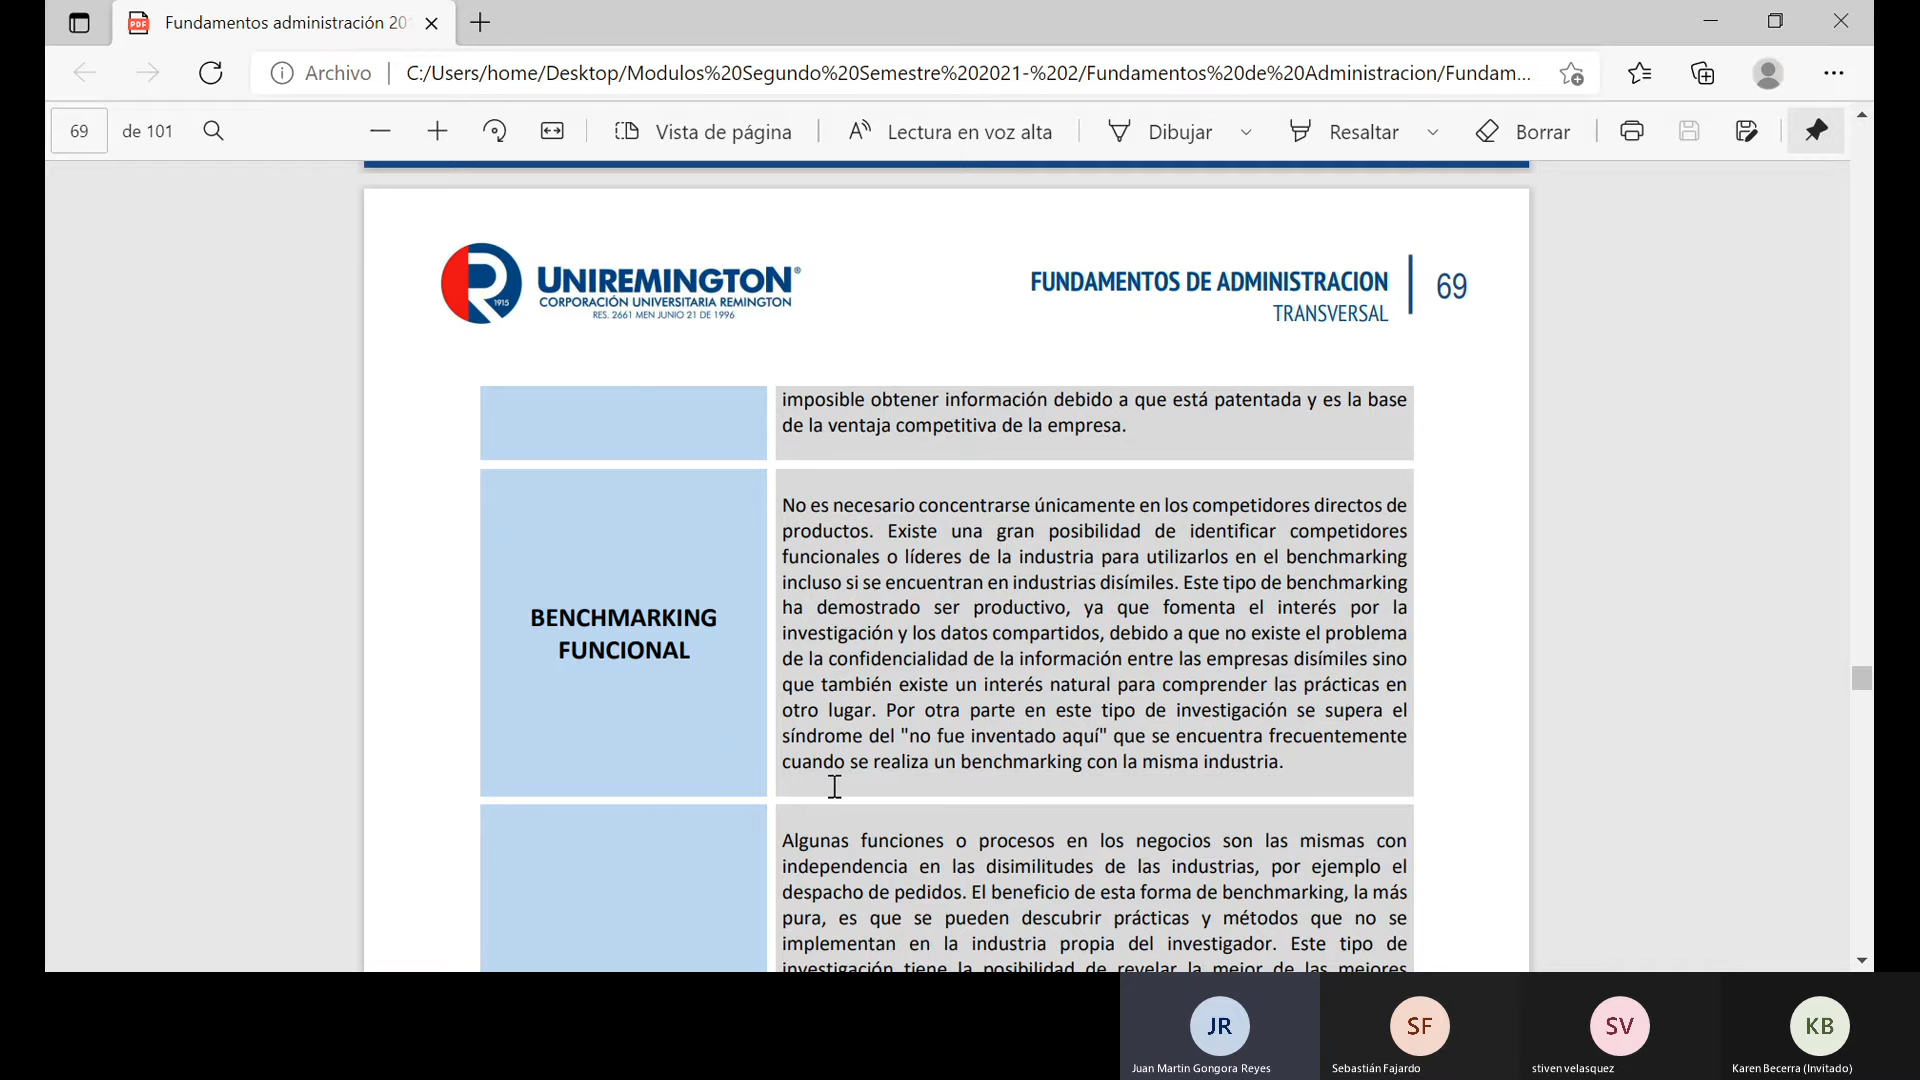 Fundamentos administración 20
Archivo
C:/Users/home/Desktop/Modulos%20Segundo%20Semestre%202021-%202/Fundamentos%20de%20Administracion/Fundam...
69 de 101
Vista de página
Lectura en voz alta
Dibujar
Resaltar
Borrar
UNIREMINGTON®
CORPORACIÓN UNIVERSITARIA REMINGTON
RES. 2661 MEN JUNIO 21 DE 1996
1915
FUNDAMENTOS DE ADMINISTRACION
TRANSVERSAL
69
imposible obtener información debido a que está patentada y es la base
de la ventaja competitiva de la empresa.
BENCHMARKING
FUNCIONAL
No es necesario concentrarse únicamente en los competidores directos de
productos. Existe una gran posibilidad de identificar competidores
funcionales o líderes de la industria para utilizarlos en el benchmarking
incluso si se encuentran en industrias disímiles. Este tipo de benchmarking
ha demostrado ser productivo, ya que fomenta el interés por la
investigación y los datos compartidos, debido a que no existe el problema
de la confidencialidad de la información entre las empresas disímiles sino
que también existe un interés natural para comprender las prácticas en
otro lugar. Por otra parte en este tipo de investigación se supera el
síndrome del "no fue inventado aquí" que se encuentra frecuentemente
cuando se realiza un benchmarking con la misma industria.
Algunas funciones o procesos en los negocios son las mismas con
independencia en las disimilitudes de las industrias, por ejemplo el
despacho de pedidos. El beneficio de esta forma de benchmarking, la más
pura, es que se pueden descubrir prácticas y métodos que no se
implementan en la industria propia del investigador. Este tipo de
investigación tiene la posibilidad de revelar la mejor de las mejores
JR
Juan Martin Gongora Reyes
SF
Sebastián Fajardo
SV
stiven velasquez
KB
Karen Becerra (Invitado)